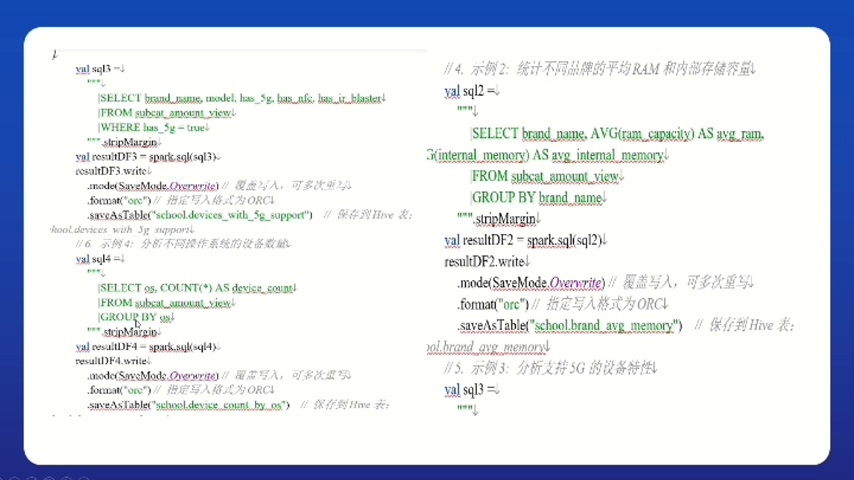 }
val sql3 =
"""
|SELECT brand_name, model, has_5g, has_nfc, has_ir_blaster
|FROM subcat_amount_view
|WHERE has_5g = true
""".stripMargin
val resultDF3 = spark.sql(sql3)
resultDF3.write
.mode(SaveMode.Overwrite) // 覆盖写入，可多次重写
.format("orc") // 指定写入格式为ORC
.saveAsTable("school.devices_with_5g_support") // 保存到 Hive 表：
hool.devices_with_5g_support
// 6. 示例 4：分析不同操作系统的设备数量
val sql4 =
"""
|SELECT os, COUNT(*) AS device_count
|FROM subcat_amount_view
|GROUP BY os
""".stripMargin
val resultDF4 = spark.sql(sql4)
resultDF4.write
.mode(SaveMode.Overwrite) // 覆盖写入，可多次重写
.format("orc") // 指定写入格式为ORC
.saveAsTable("school.device_count_by_os") // 保存到 Hive 表：
// 4. 示例 2：统计不同品牌的平均 RAM 和内部存储容量
val sql2 =
"""
|SELECT brand_name, AVG(ram_capacity) AS avg_ram,
G(internal_memory) AS avg_internal_memory
|FROM subcat_amount_view
|GROUP BY brand_name
""".stripMargin
val resultDF2 = spark.sql(sql2)
resultDF2.write
.mode(SaveMode.Overwrite) // 覆盖写入，可多次重写
.format("orc") // 指定写入格式为ORC
.saveAsTable("school.brand_avg_memory") // 保存到 Hive 表：
ool.brand_avg_memory
// 5. 示例 3：分析支持 5G 的设备特性
val sql3 =
"""